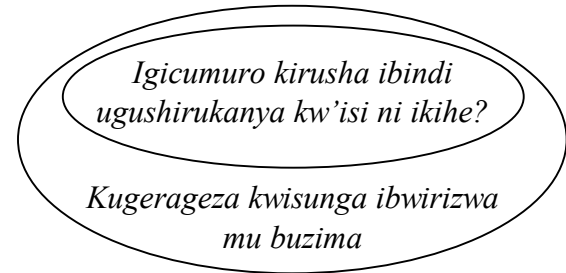 Igicumuro kirusha ibindi
ugushirukanya kw’isi ni ikihe?
Kugerageza kwisunga ibwirizwa
mu buzima